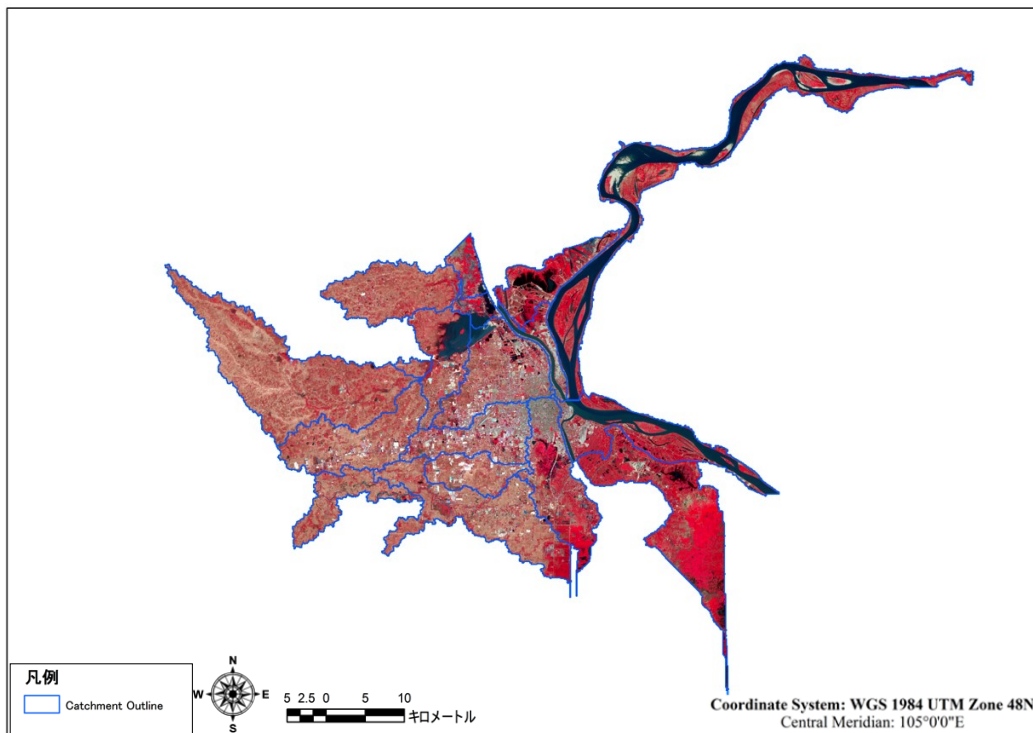 凡例
Catchment Outline
N
W
E
S
5 2.5 0 5 10
キロメートル
Coordinate System: WGS 1984 UTM Zone 48N
Central Meridian: 105°0'0"E